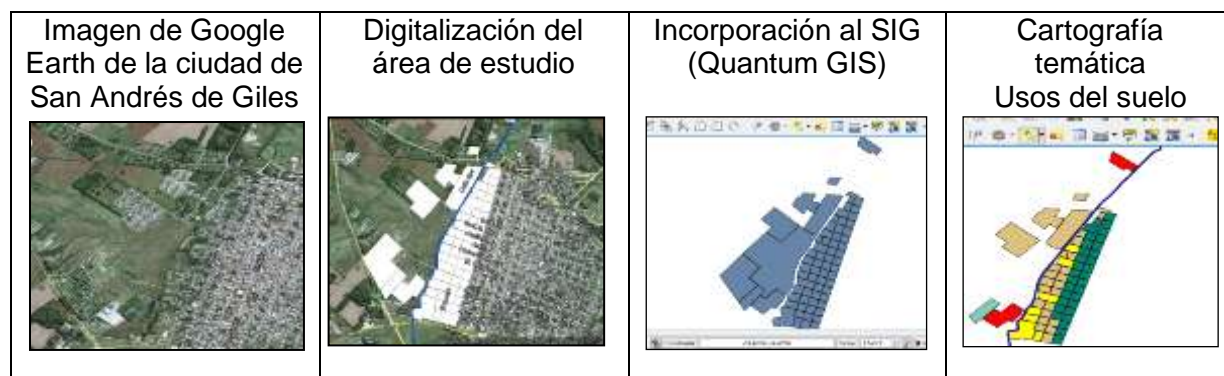 Imagen de Google
Earth de la ciudad de
San Andrés de Giles
Digitalización del
área de estudio
Incorporación al SIG
(Quantum GIS)
Cartografía
temática
Usos del suelo